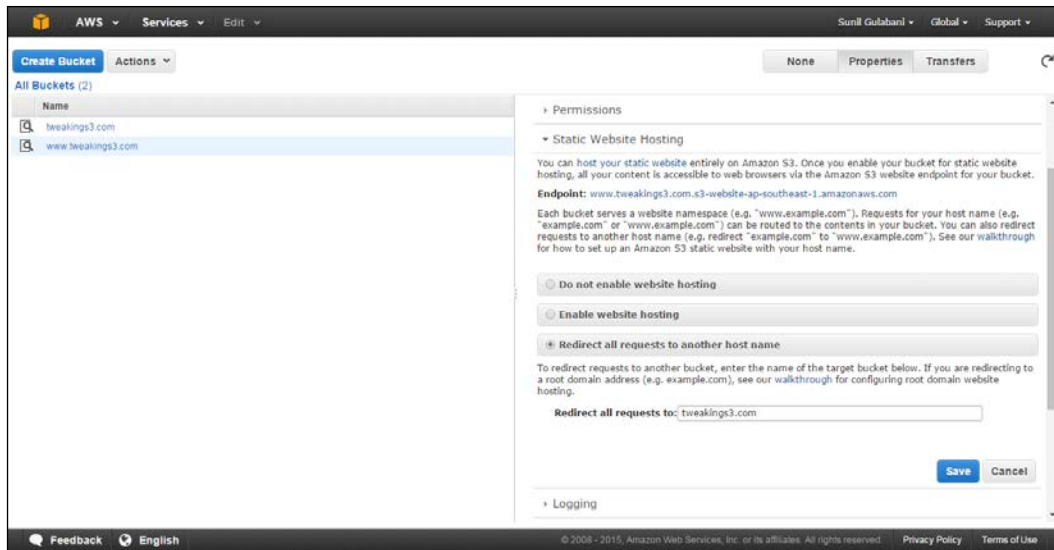 AWS Services Edit Sunil Gulabani Global Support
Create Bucket Actions None Properties Transfers
All Buckets (2)
Name
tweakings3.com
www.tweakings3.com
Permissions
Static Website Hosting
You can host your static website entirely on Amazon S3. Once you enable your bucket for static website
hosting, all your content is accessible to web browsers via the Amazon S3 website endpoint for your bucket.
Endpoint: www.tweakings3.com.s3-website-ap-southeast-1.amazonaws.com
Each bucket serves a website namespace (e.g. "www.example.com"). Requests for your host name (e.g.
"example.com" or "www.example.com") can be routed to the contents in your bucket. You can also redirect
requests to another host name (e.g. redirect "example.com" to "www.example.com"). See our walkthrough
for how to set up an Amazon S3 static website with your host name.
Do not enable website hosting
Enable website hosting
Redirect all requests to another host name
To redirect requests to another bucket, enter the name of the target bucket below. If you are redirecting to
a root domain address (e.g. example.com), see our walkthrough for configuring root domain website
hosting.
Redirect all requests to: tweakings3.com
Save Cancel
Logging
Feedback English © 2008 - 2015, Amazon Web Services, Inc. or its affiliates. All rights reserved. Privacy Policy Terms of Use